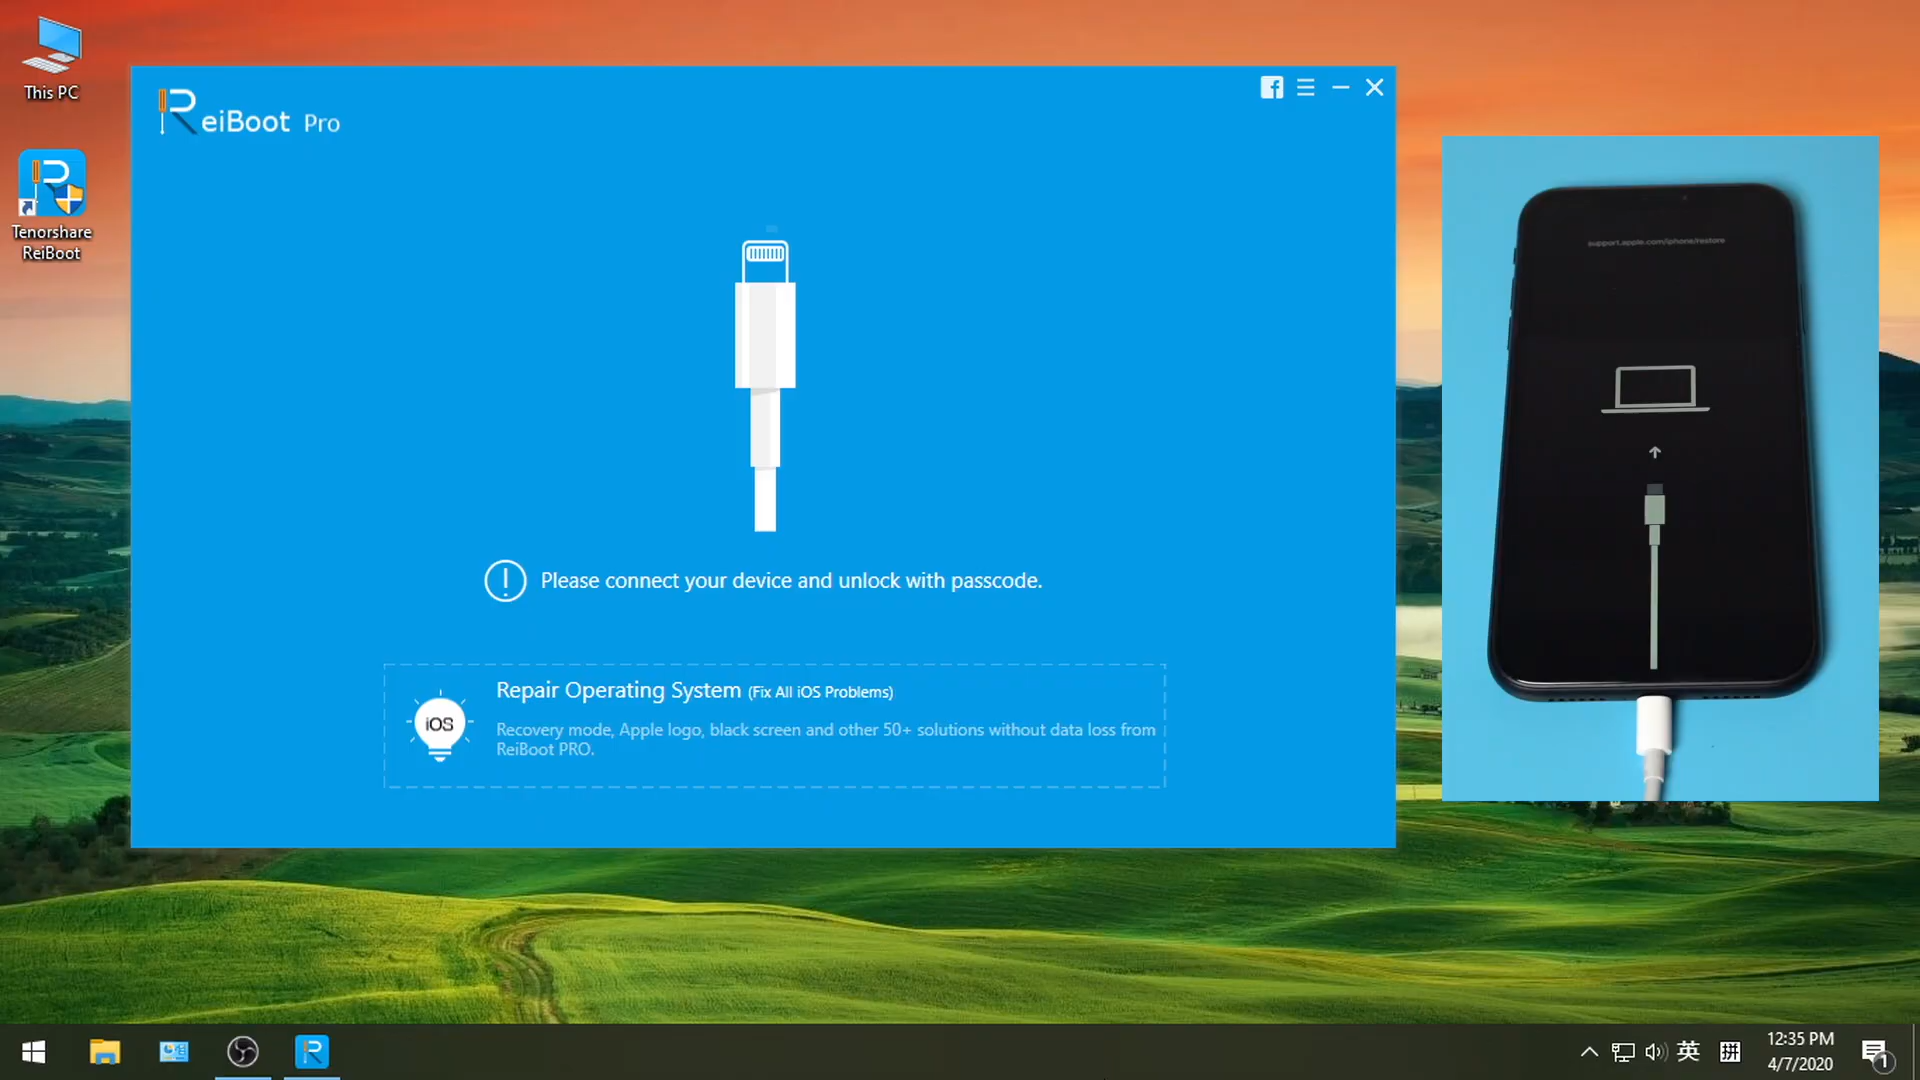 This PC
Tenorshare
ReiBoot
ReiBoot Pro
Please connect your device and unlock with passcode.
iOS
Repair Operating System (Fix All iOS Problems)
Recovery mode, Apple logo, black screen and other 50+ solutions without data loss from
ReiBoot PRO.
support.apple.com/iphone/restore
英
拼
12:35 PM
4/7/2020
1